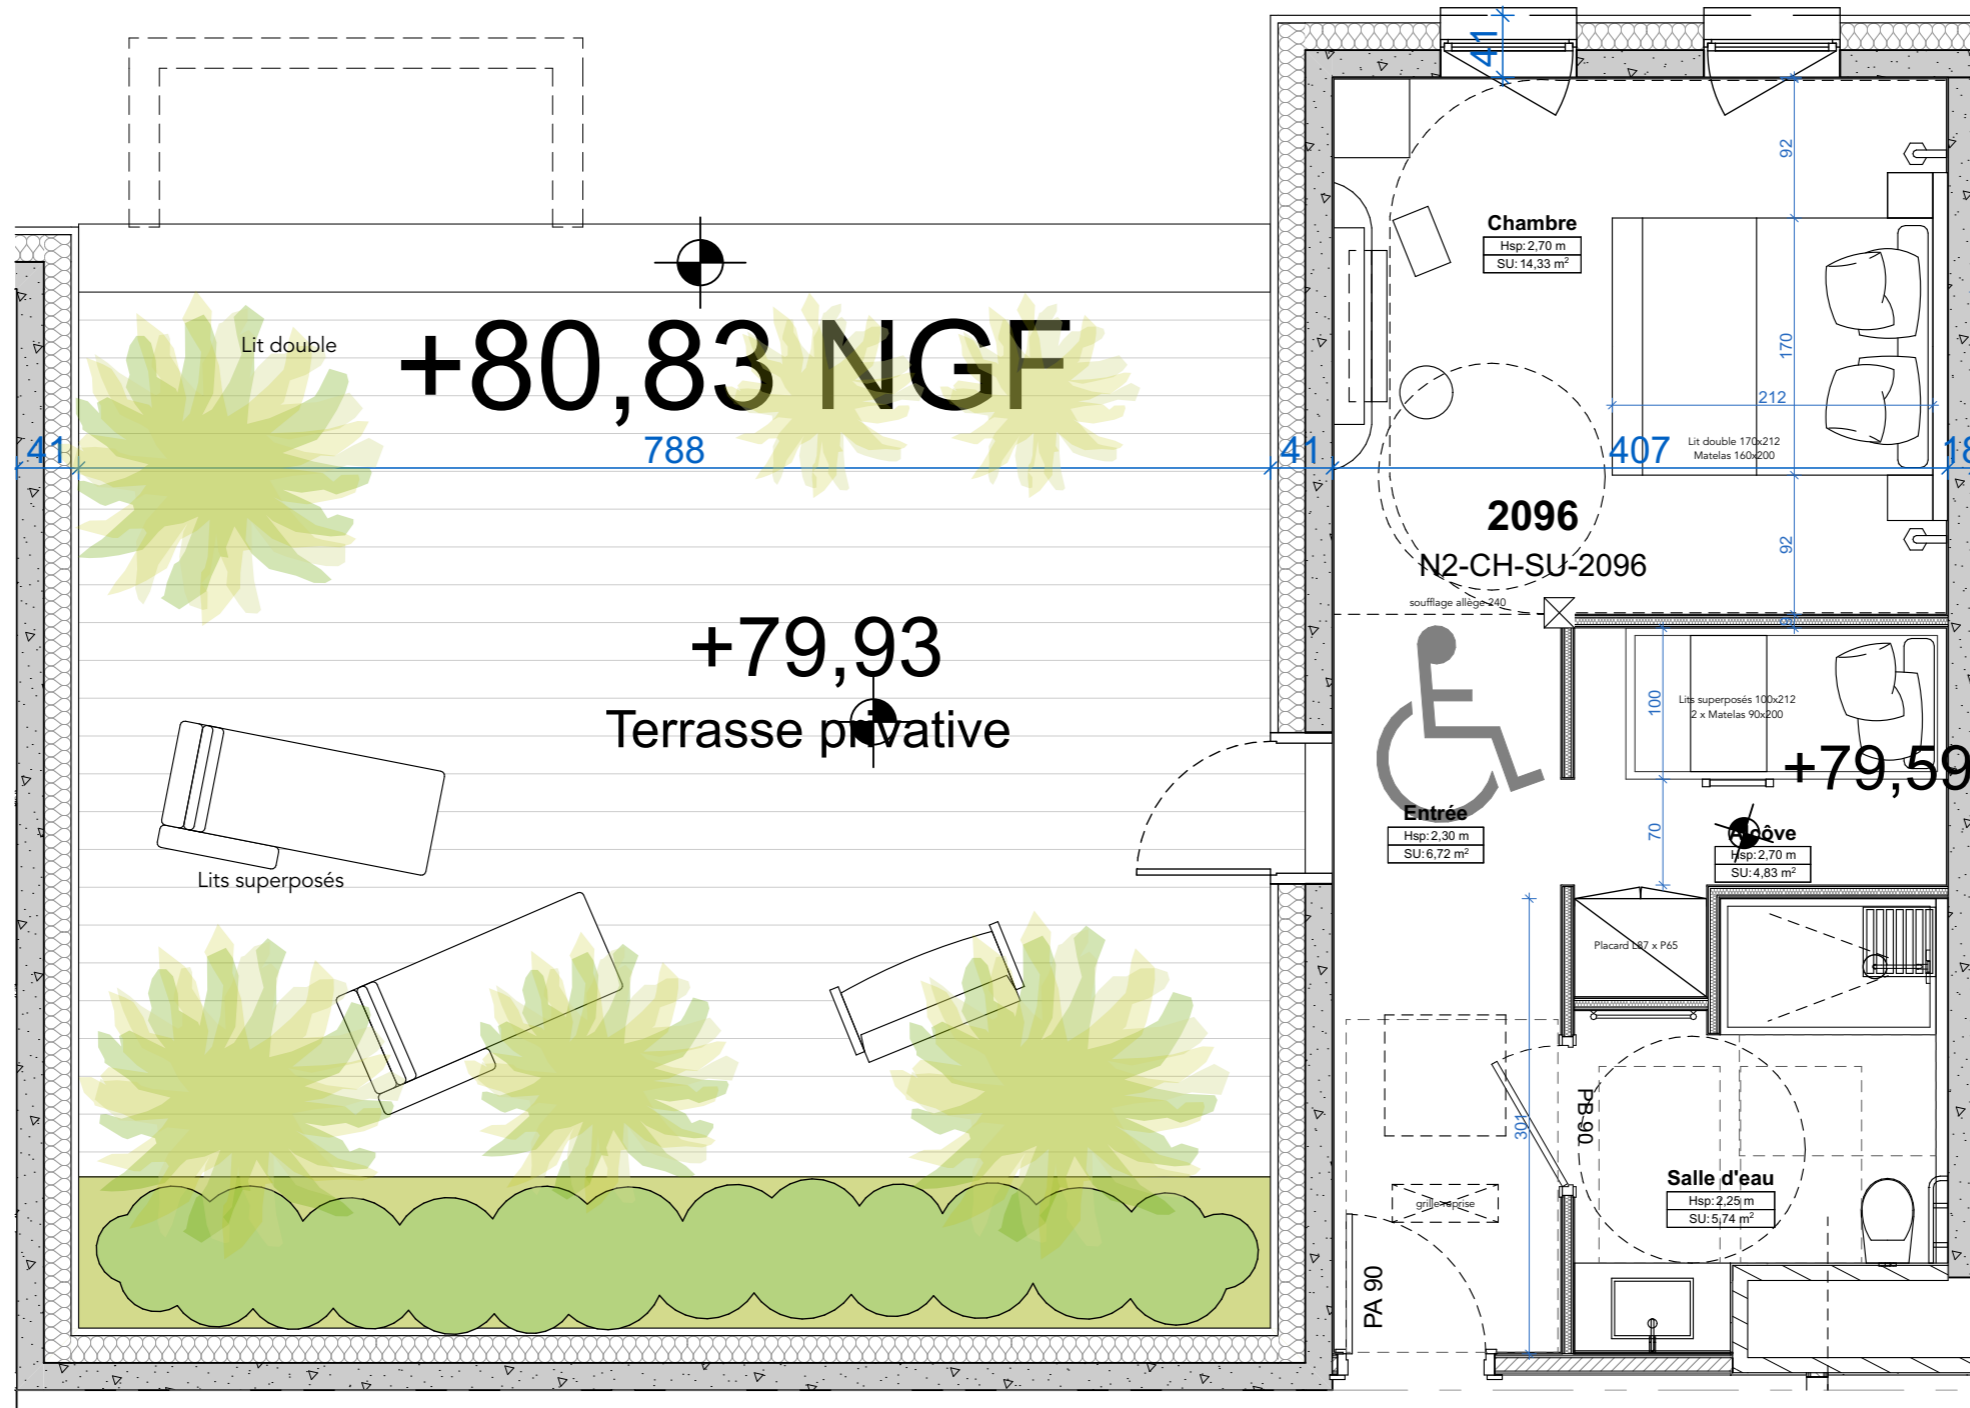 41
92
Chambre
Hsp: 2,70 m
SU: 14,33 m²
Lit double
+80,83 NGF
170
212
Lit double 170x212
Matelas 160x200
41
788
41
407
18
2096
N2-CH-SU-2096
92
soufflage allège 240
+79,93
Terrasse privative
100
Lits superposés 100x212
2 x Matelas 90x200
+79,59
Entrée
Hsp: 2,30 m
SU: 6,72 m²
70
Alcôve
Hsp: 2,70 m
SU: 4,83 m²
Lits superposés
Placard L87 x P65
301
PB 90
Salle d'eau
Hsp: 2,25 m
SU: 5,74 m²
grille reprise
PA 90